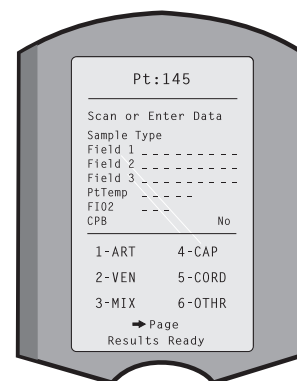 Pt:145
Scan or Enter Data
Sample Type
Field 1 _ _ _ _ _ _ _ _ _
Field 2 _ _ _ _ _ _ _ _ _
Field 3 _ _ _ _ _ _ _ _ _
PtTemp _ _ _ _ _
FIO2 _ _ _
CPB No
1-ART 4-CAP
2-VEN 5-CORD
3-MIX 6-OTHR
➡ Page
Results Ready